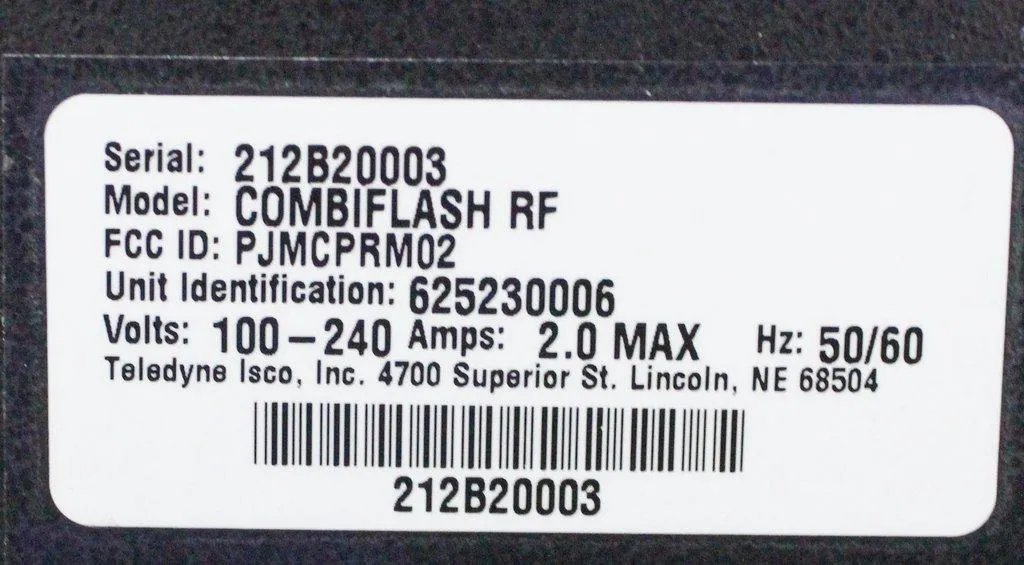 Serial: 212B20003
Model: COMBIFLASH RF
FCC ID: PJMCPRM02
Unit Identification: 625230006
Volts: 100-240 Amps: 2.0 MAX Hz: 50/60
Teledyne Isco, Inc. 4700 Superior St. Lincoln, NE 68504
212B20003